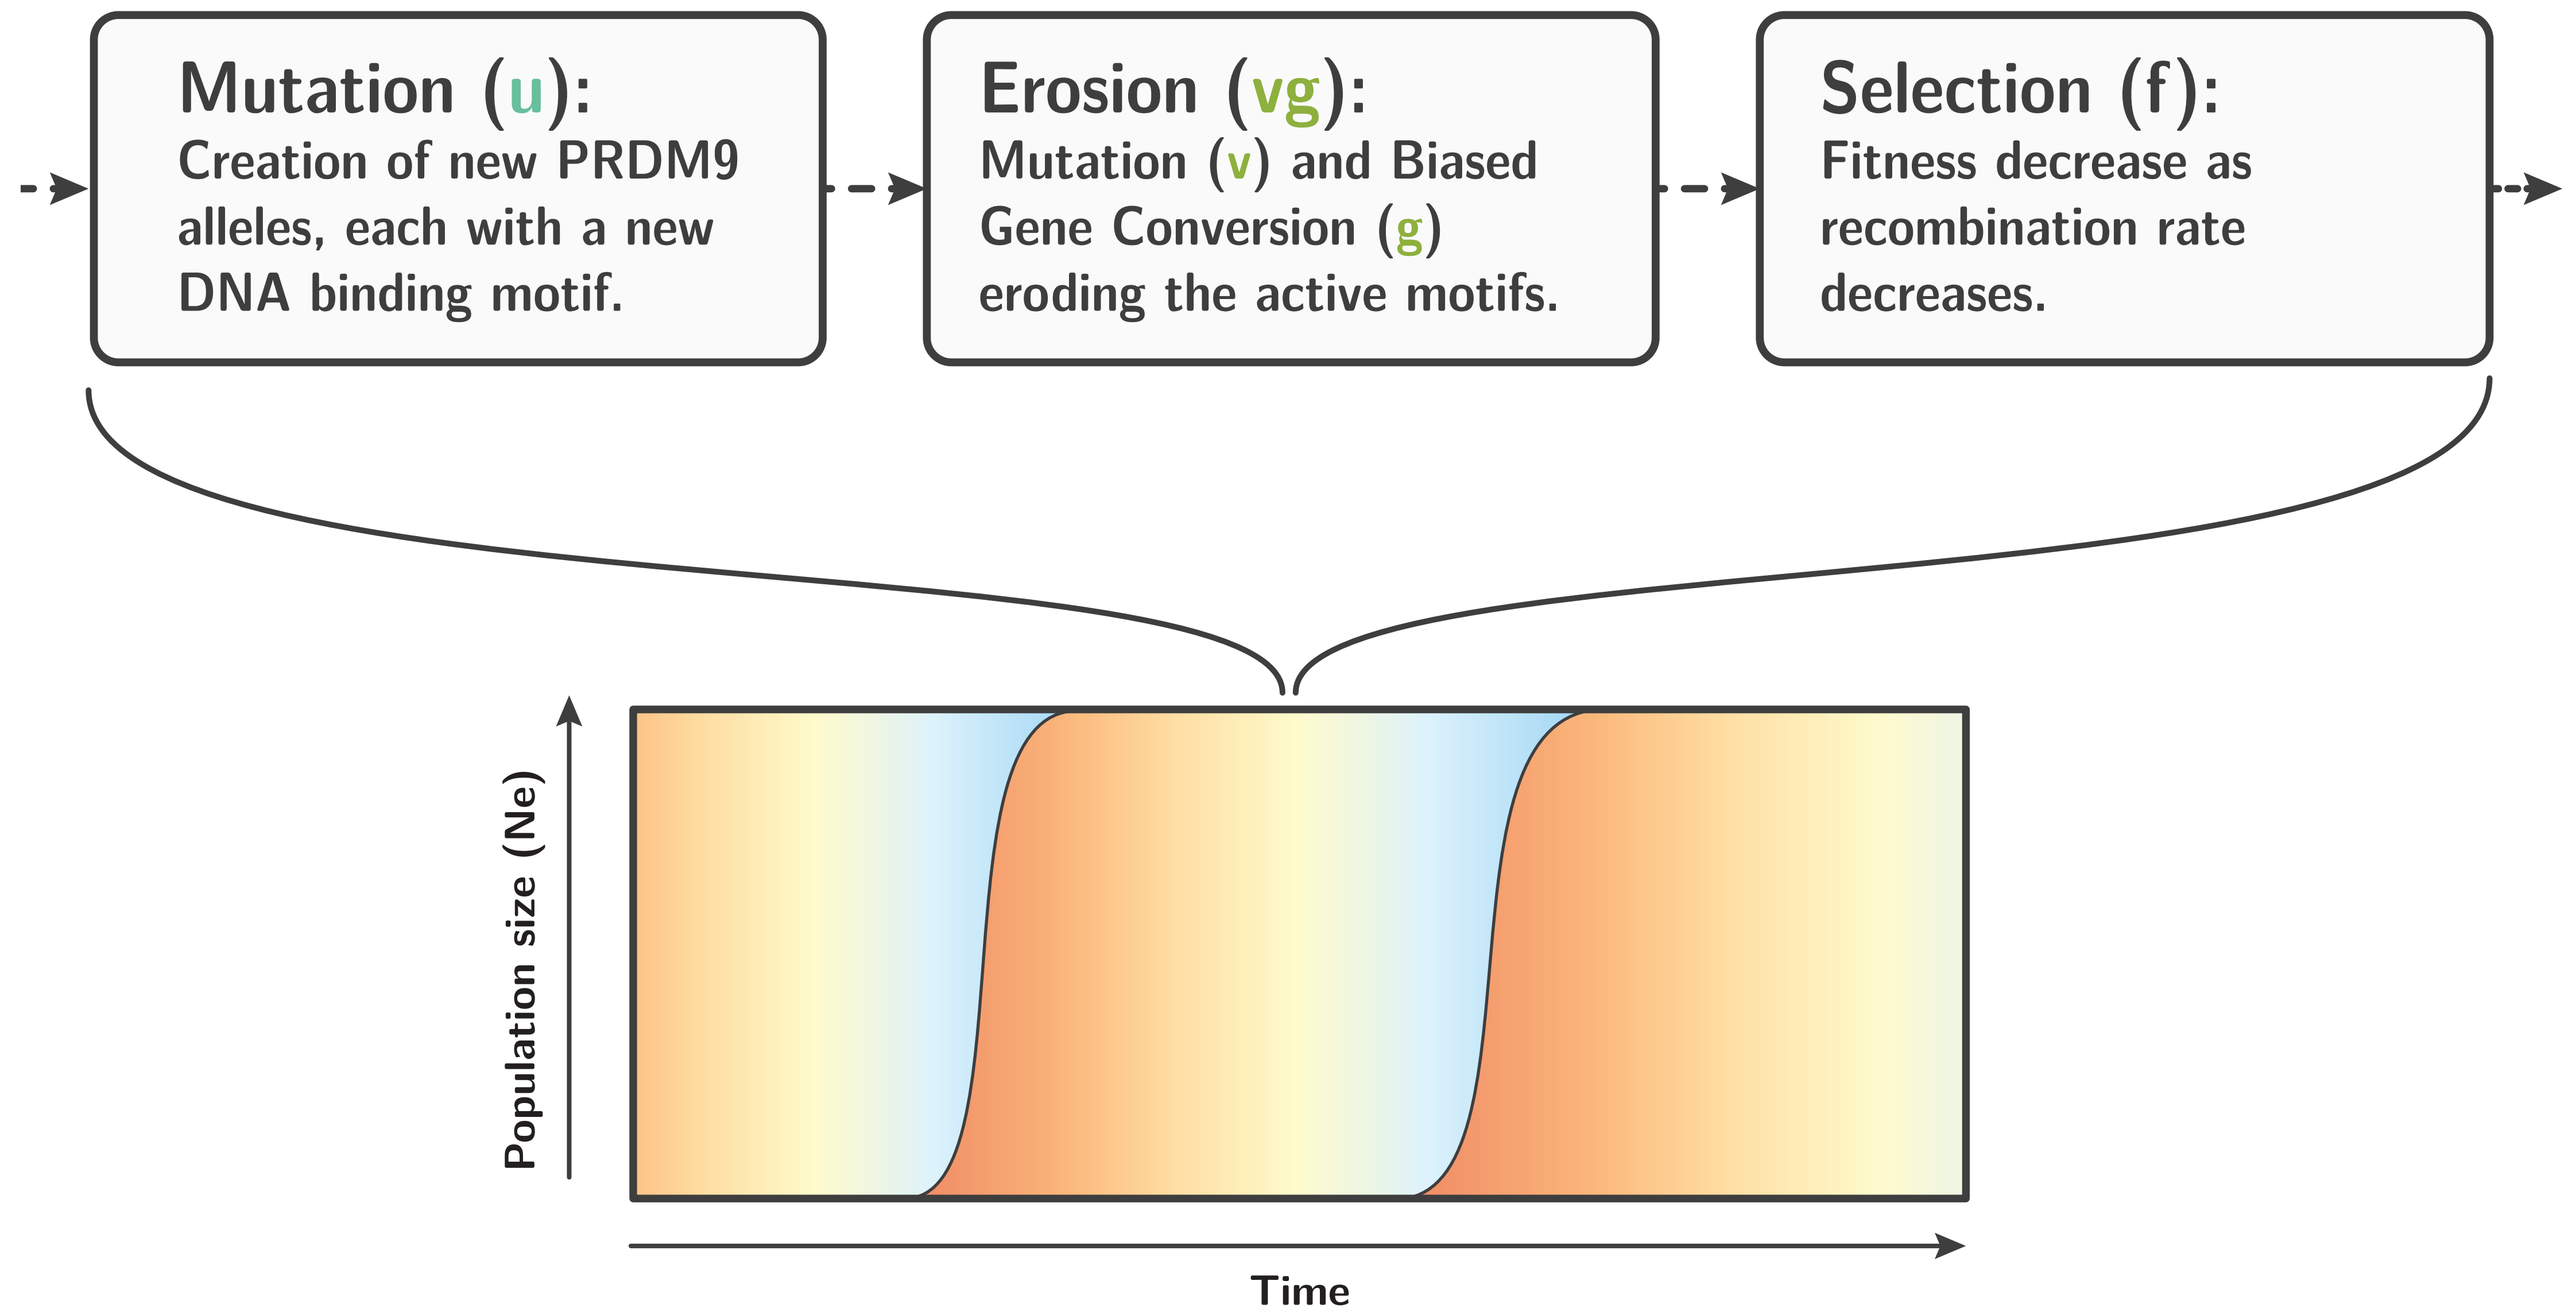 Mutation (u):
Creation of new PRDM9
alleles, each with a new
DNA binding motif.
Erosion (vg):
Mutation (v) and Biased
Gene Conversion (g)
eroding the active motifs.
Selection (f):
Fitness decrease as
recombination rate
decreases.
Population size (Ne)
Time